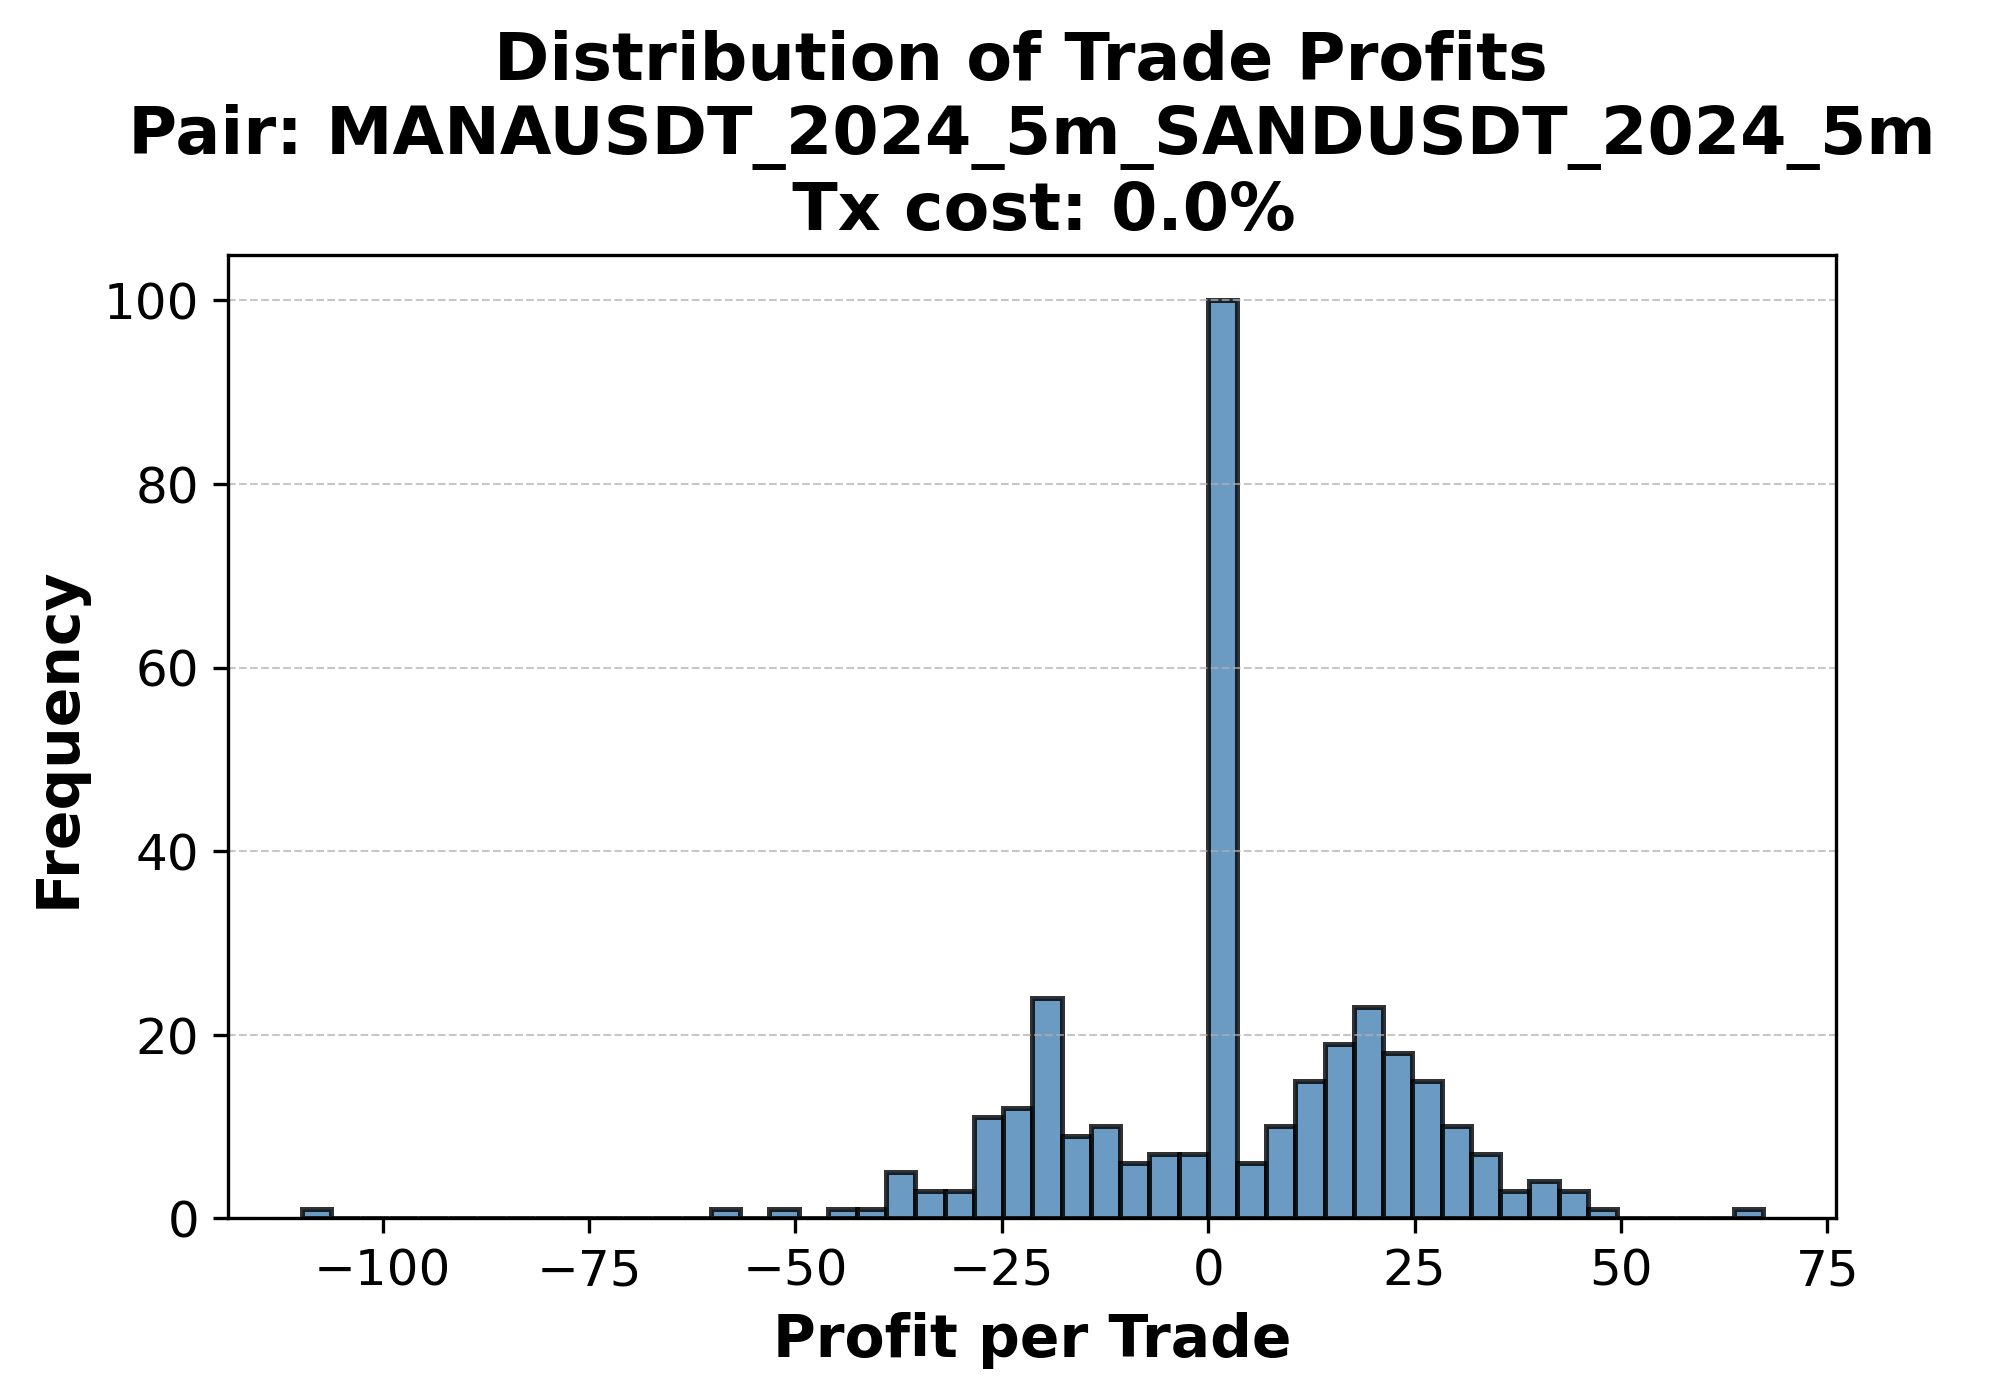 Distribution of Trade Profits
Pair: MANAUSDT_2024_5m_SANDUSDT_2024_5m
Tx cost: 0.0%
100
80
60
40
20
0
Frequency
−100 −75 −50 −25 0 25 50 75
Profit per Trade